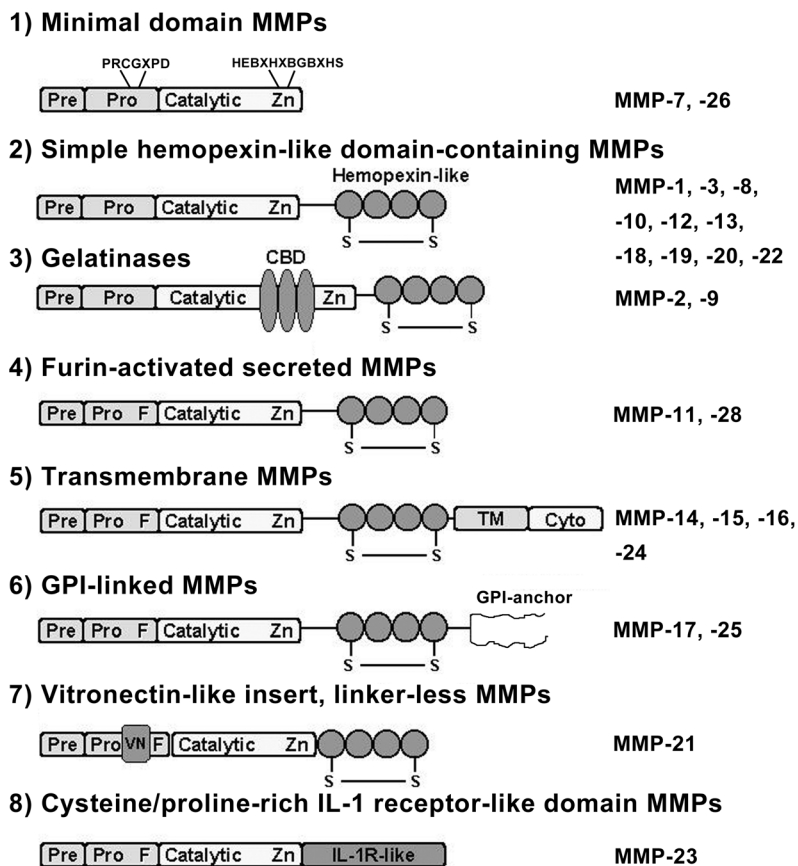 1) Minimal domain MMPs
PRCGXPD HEBXHXBGBXHS
Pre Pro Catalytic Zn MMP-7, -26
2) Simple hemopexin-like domain-containing MMPs
Hemopexin-like
MMP-1, -3, -8,
Pre Pro Catalytic Zn -10, -12, -13,
S S
-18, -19, -20, -22
3) Gelatinases CBD
Pre Pro Catalytic Zn MMP-2, -9
S S
4) Furin-activated secreted MMPs
Pre Pro F Catalytic Zn MMP-11, -28
S S
5) Transmembrane MMPs
Pre Pro F Catalytic Zn TM Cyto MMP-14, -15, -16,
S S -24
6) GPI-linked MMPs
GPI-anchor
Pre Pro F Catalytic Zn MMP-17, -25
S S
7) Vitronectin-like insert, linker-less MMPs
Pre Pro VN F Catalytic Zn MMP-21
S S
8) Cysteine/proline-rich IL-1 receptor-like domain MMPs
Pre Pro F Catalytic Zn IL-1R-like MMP-23